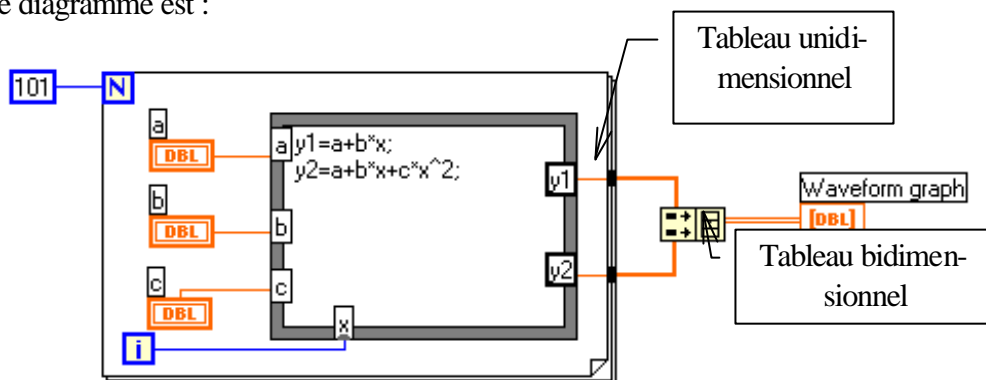 e diagramme est :
Tableau unidi-
mensionnel
101
N
a
DBL
a
y1=a+b*x;
y2=a+b*x+c*x^2;
y1
Waveform graph
[DBL]
b
DBL
b
Tableau bidimen-
sionnel
c
DBL
c
y2
x
i